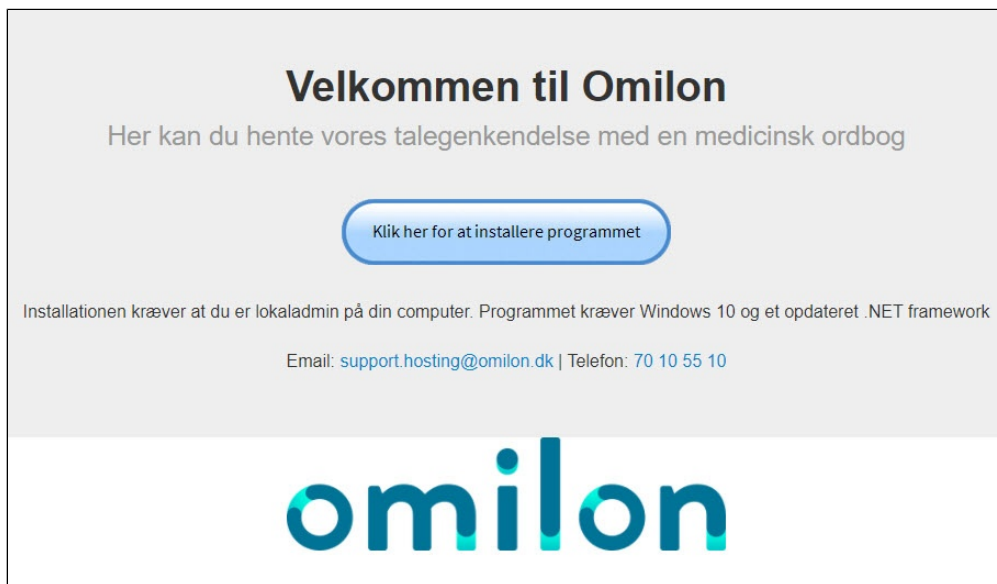 Velkommen til Omilon
Her kan du hente vores talegenkendelse med en medicinsk ordbog
Klik her for at installere programmet
Installationen kræver at du er lokaladmin på din computer. Programmet kræver Windows 10 og et opdateret .NET framework
Email: support.hosting@omilon.dk | Telefon: 70 10 55 10
omilon